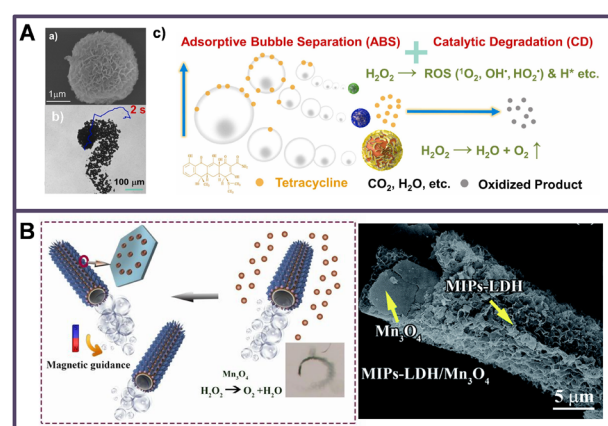 A
a)
1μm
b)
2 s
100 μm
c)
Adsorptive Bubble Separation (ABS)
Catalytic Degradation (CD)
H₂O₂ → ROS (¹O₂, OH•, HO₂•) & H* etc.
H₂O₂ → H₂O + O₂ ↑
Tetracycline
CO₂, H₂O, etc.
Oxidized Product
B
Magnetic guidance
Mn₃O₄
H₂O₂ → O₂ +H₂O
MIPs-LDH
Mn₃O₄
MIPs-LDH/Mn₃O₄
5 μm